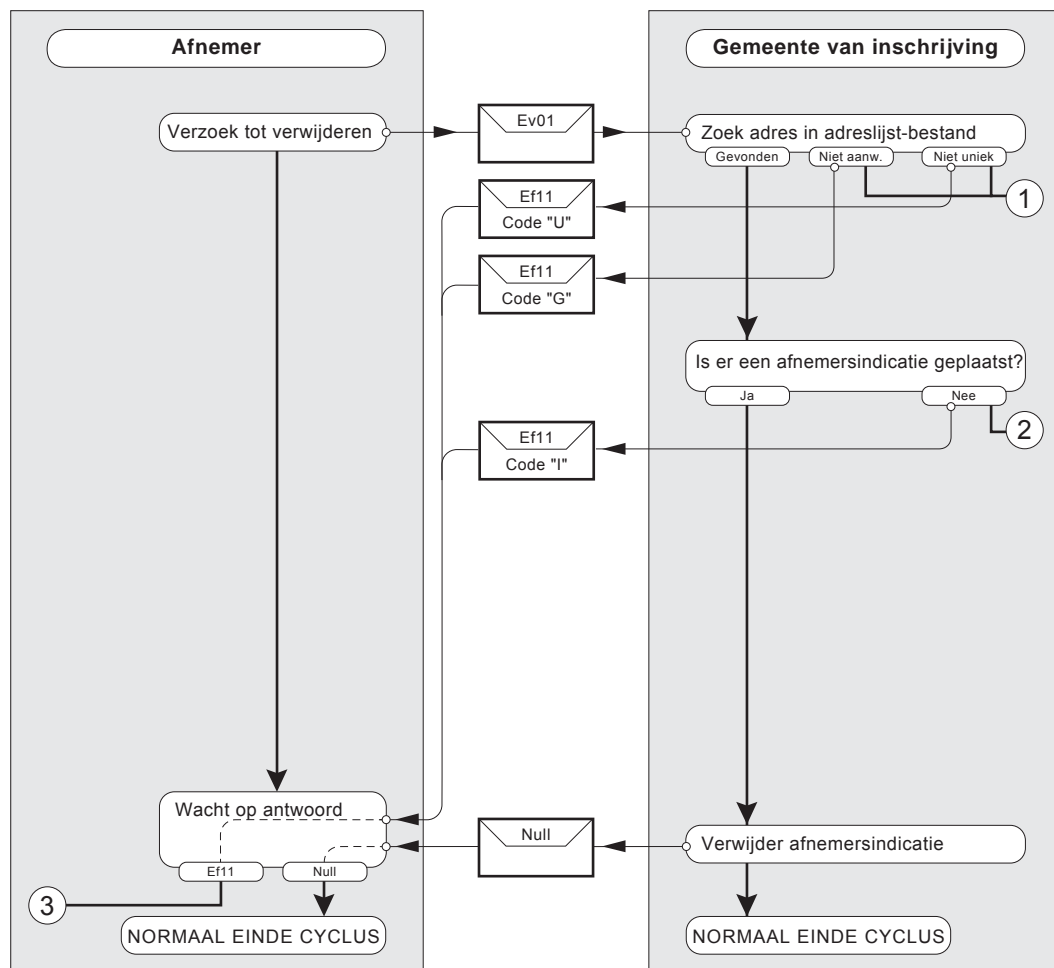 Afnemer
Gemeente van inschrijving
Verzoek tot verwijderen
Ev01
Zoek adres in adreslijst-bestand
Gevonden
Niet aanw.
Niet uniek
1
Ef11
Code "U"
Ef11
Code "G"
Is er een afnemersindicatie geplaatst?
Ja
Nee
2
Ef11
Code "I"
Wacht op antwoord
Ef11
Null
3
Null
Verwijder afnemersindicatie
NORMAAL EINDE CYCLUS
NORMAAL EINDE CYCLUS